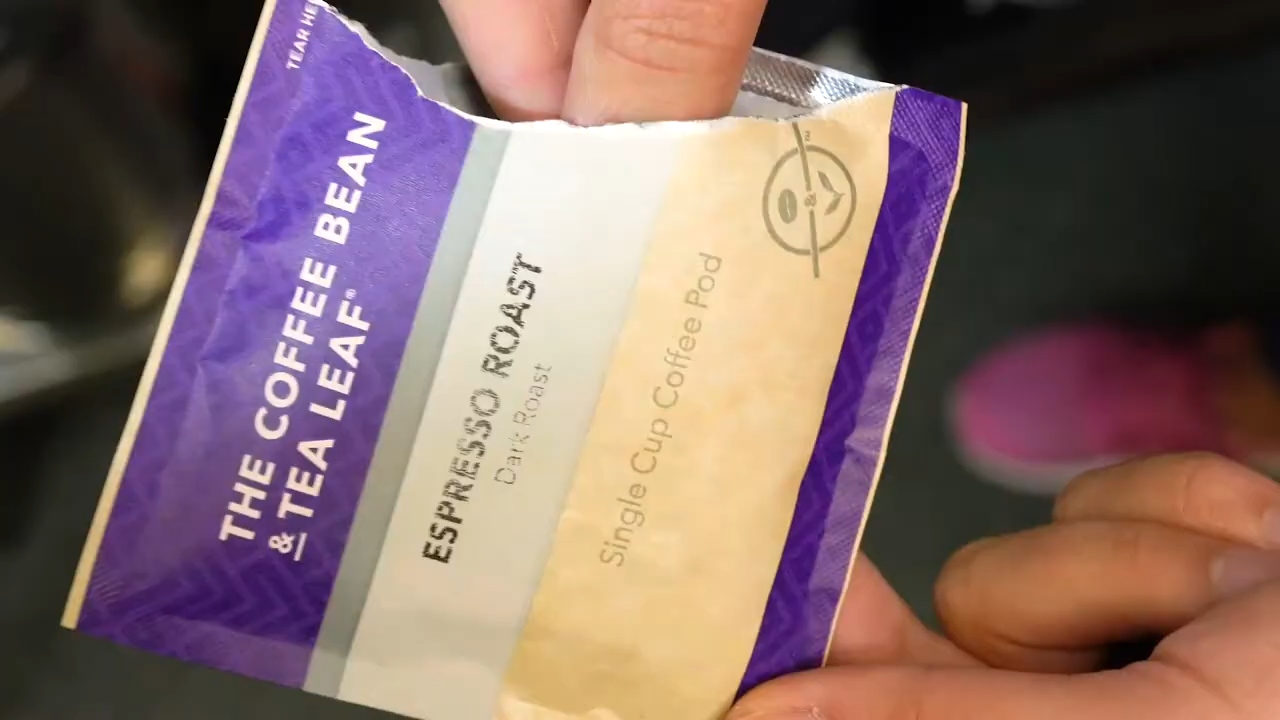 TEAR HE
THE COFFEE BEAN
& TEA LEAF®
ESPRESSO ROAST
Dark Roast
Single Cup Coffee Pod
&